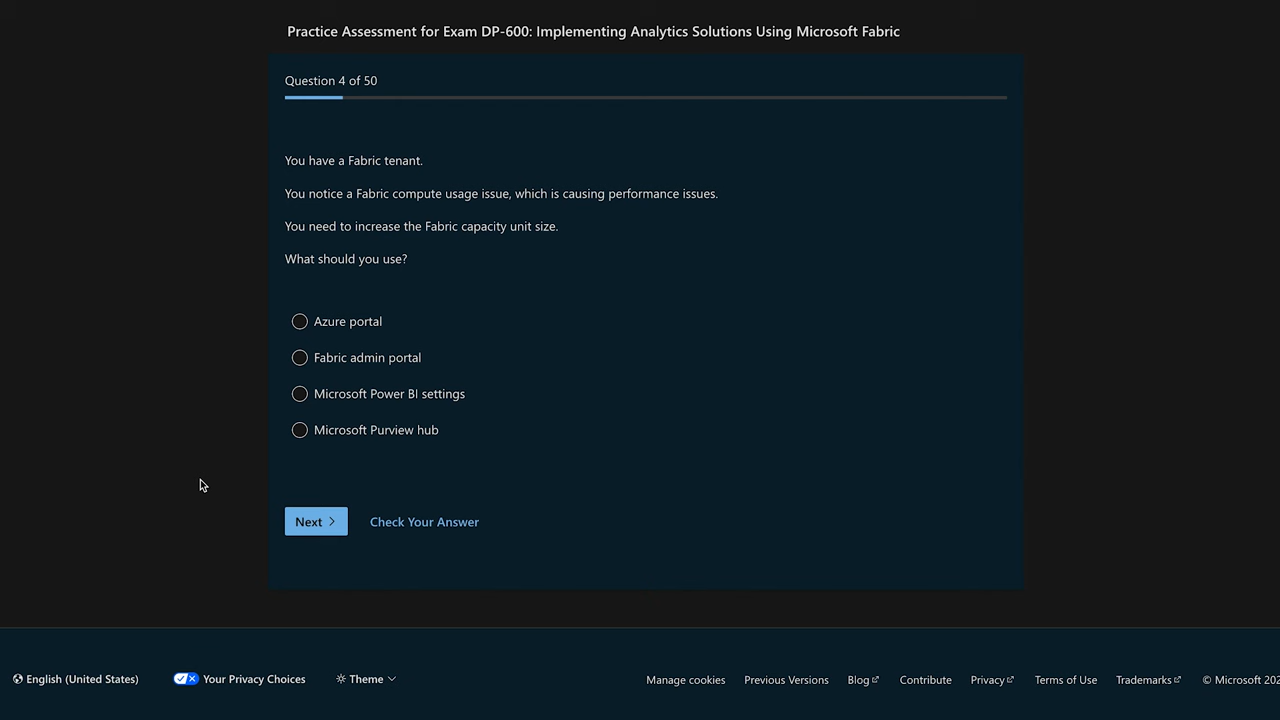 Practice Assessment for Exam DP-600: Implementing Analytics Solutions Using Microsoft Fabric
Question 4 of 50
You have a Fabric tenant.
You notice a Fabric compute usage issue, which is causing performance issues.
You need to increase the Fabric capacity unit size.
What should you use?
Azure portal
Fabric admin portal
Microsoft Power BI settings
Microsoft Purview hub
Next
Check Your Answer
English (United States)
Your Privacy Choices
Theme
Manage cookies
Previous Versions
Blog
Contribute
Privacy
Terms of Use
Trademarks
© Microsoft